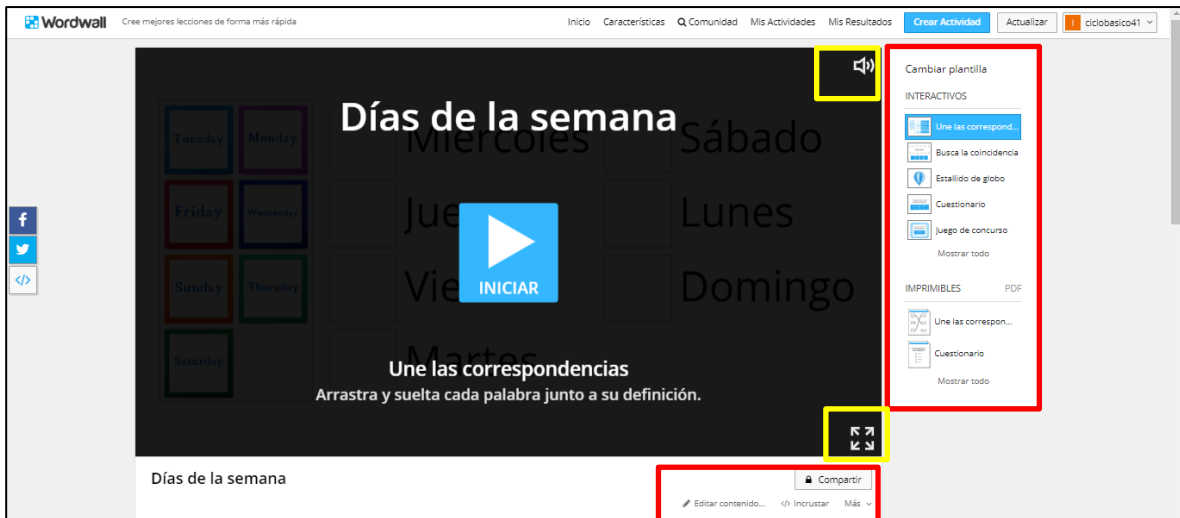 Wordwall Cree mejores lecciones de forma más rápida Inicio Características Comunidad Mis Actividades Mis Resultados Crear Actividad Actualizar ciclobasico41
Días de la semana
Tuesday Monday Miércoles Sábado
Friday Wednesday Jue Lunes
Sunday Thursday Vie Domingo
INICIAR
Saturday Martes
Une las correspondencias
Arrastra y suelta cada palabra junto a su definición.
Cambiar plantilla
INTERACTIVOS
Une las correspond...
Busca la coincidencia
Estallido de globo
Cuestionario
Juego de concurso
Mostrar todo
IMPRIMIBLES PDF
Une las correspon...
Cuestionario
Mostrar todo
Días de la semana
Compartir
Editar contenido... </> Incrustar Más
f
</>